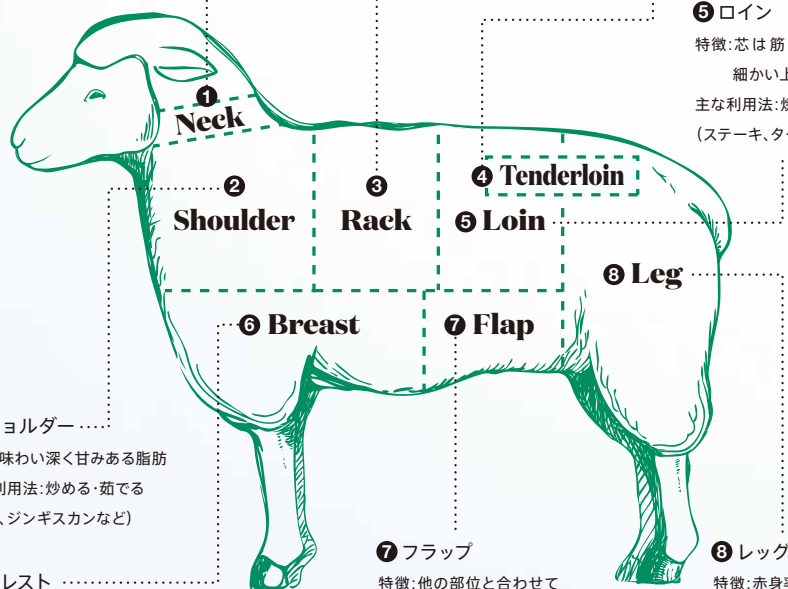 ❺ロイン
特徴:芯は筋
細かい上
主な利用法:炒
(ステーキ、ター
❶
Neck
❷
Shoulder
❸
Rack
❹ Tenderloin
❺ Loin
❽ Leg
❻ Breast
❼ Flap
ョルダー
味わい深く甘みある脂肪
利用法:炒める・茹でる
、ジンギスカンなど)
レスト
❼フラップ
特徴:他の部位と合わせて
❽レッグ
特徴:赤身率